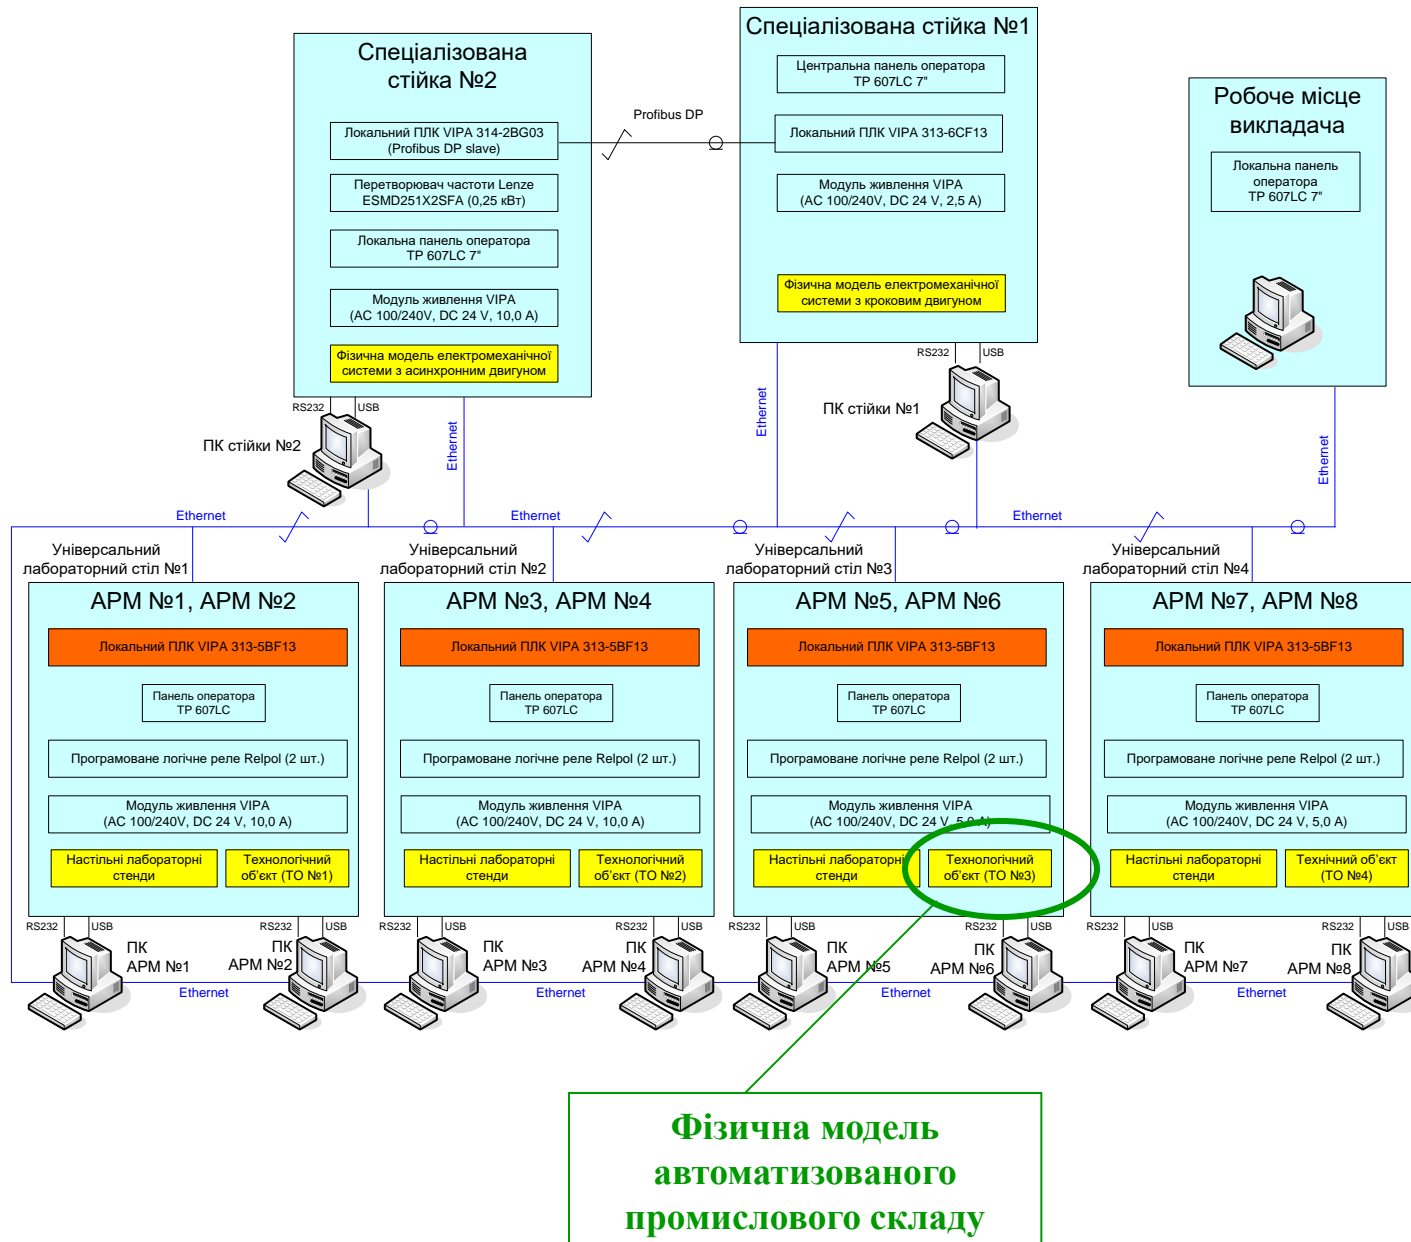 Спеціалізована
стійка №2
Локальний ПЛК VIPA 314-2BG03
(Profibus DP slave)
Перетворювач частоти Lenze
ESMD251X2SFA (0,25 кВт)
Локальна панель оператора
TP 607LC 7"
Модуль живлення VIPA
(AC 100/240V, DC 24 V, 10,0 A)
Фізична модель електромеханічної
системи з асинхронним двигуном
RS232
USB
ПК стійки №2
Ethernet
Profibus DP
Спеціалізована стійка №1
Центральна панель оператора
TP 607LC 7"
Локальний ПЛК VIPA 313-6CF13
Модуль живлення VIPA
(AC 100/240V, DC 24 V, 2,5 A)
Фізична модель електромеханічної
системи з кроковим двигуном
RS232
USB
ПК стійки №1
Ethernet
Робоче місце
викладача
Локальна панель
оператора
TP 607LC 7"
Ethernet
Ethernet
Ethernet
Ethernet
Ethernet
Універсальний
лабораторний стіл №1
АРМ №1, АРМ №2
Локальний ПЛК VIPA 313-5BF13
Панель оператора
TP 607LC
Програмоване логічне реле Relpol (2 шт.)
Модуль живлення VIPA
(AC 100/240V, DC 24 V, 10,0 A)
Настільні лабораторні
стенди
Технологічний
об'єкт (ТО №1)
RS232
USB
ПК
АРМ №1
RS232
USB
ПК
АРМ №2
Ethernet
Універсальний
лабораторний стіл №2
АРМ №3, АРМ №4
Локальний ПЛК VIPA 313-5BF13
Панель оператора
TP 607LC
Програмоване логічне реле Relpol (2 шт.)
Модуль живлення VIPA
(AC 100/240V, DC 24 V, 10,0 A)
Настільні лабораторні
стенди
Технологічний
об'єкт (ТО №2)
RS232
USB
ПК
АРМ №3
RS232
USB
ПК
АРМ №4
Ethernet
Універсальний
лабораторний стіл №3
АРМ №5, АРМ №6
Локальний ПЛК VIPA 313-5BF13
Панель оператора
TP 607LC
Програмоване логічне реле Relpol (2 шт.)
Модуль живлення VIPA
(AC 100/240V, DC 24 V, 5,0 A)
Настільні лабораторні
стенди
Технологічний
об'єкт (ТО №3)
RS232
USB
ПК
АРМ №5
RS232
USB
ПК
АРМ №6
Ethernet
Універсальний
лабораторний стіл №4
АРМ №7, АРМ №8
Локальний ПЛК VIPA 313-5BF13
Панель оператора
TP 607LC
Програмоване логічне реле Relpol (2 шт.)
Модуль живлення VIPA
(AC 100/240V, DC 24 V, 5,0 A)
Настільні лабораторні
стенди
Технічний об'єкт
(ТО №4)
RS232
USB
ПК
АРМ №7
RS232
USB
ПК
АРМ №8
Ethernet
Фізична модель
автоматизованого
промислового складу